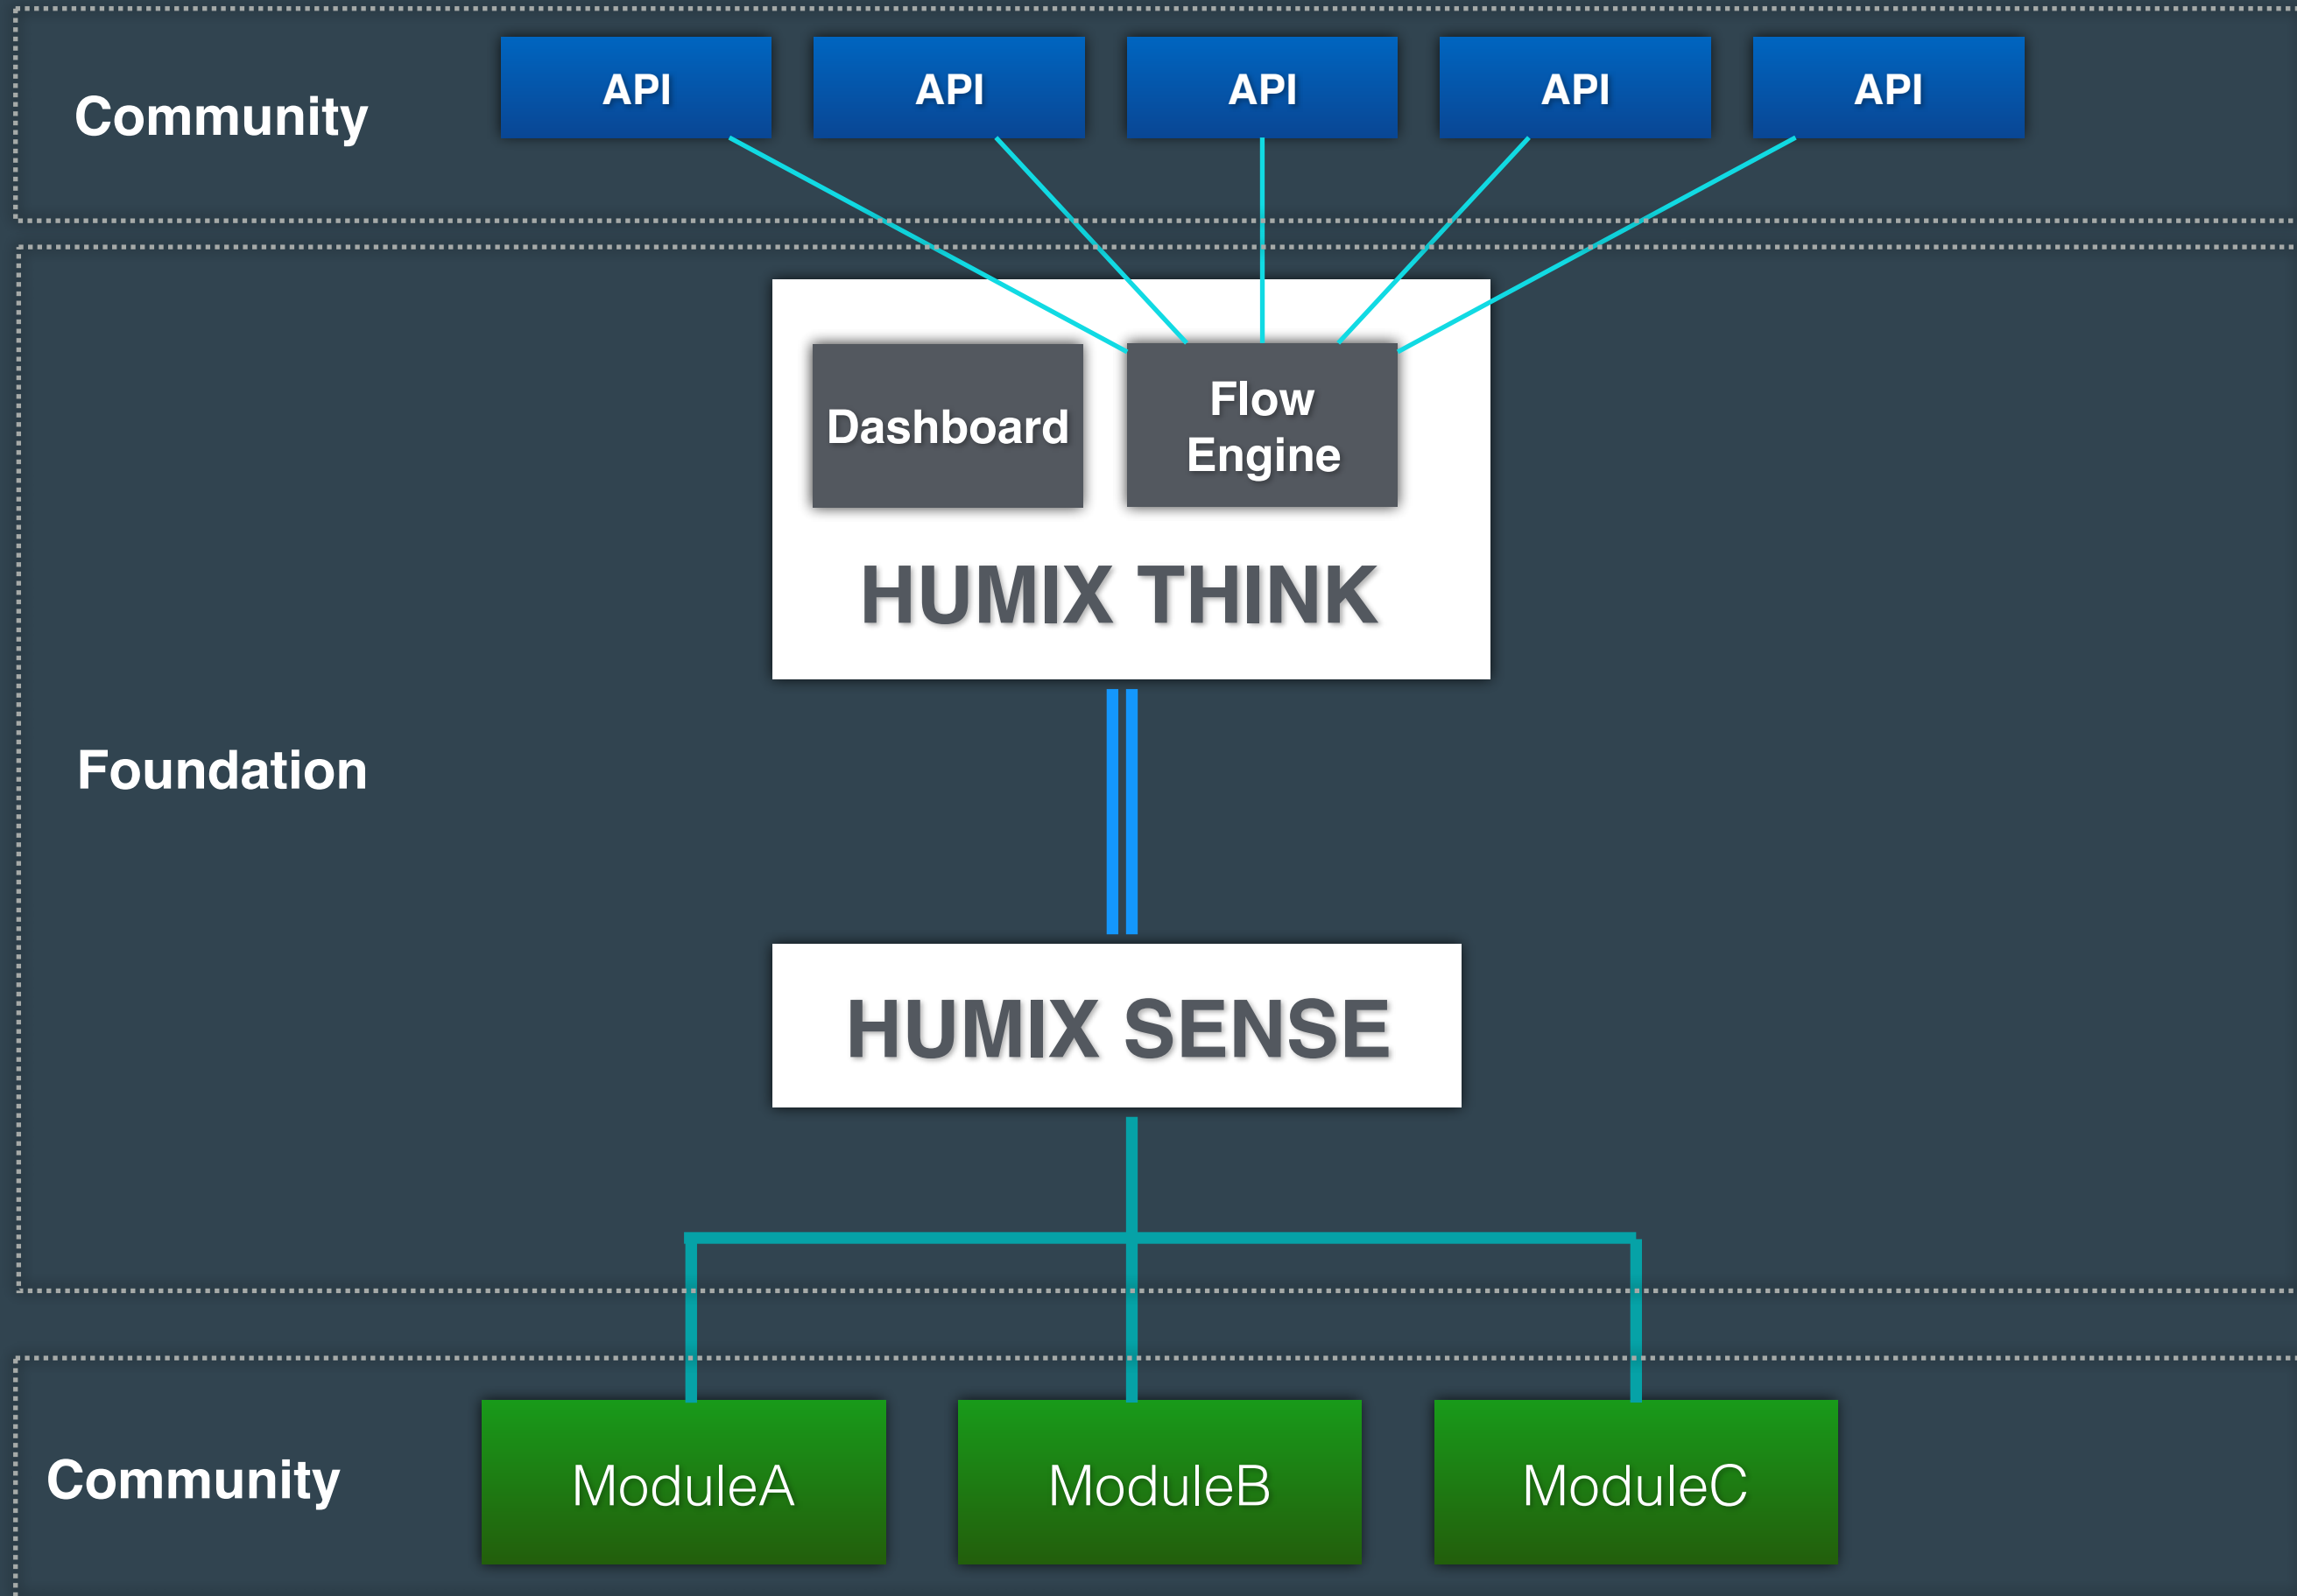 Community
API
API
API
API
API
Dashboard
Flow
Engine
HUMIX THINK
Foundation
HUMIX SENSE
Community
ModuleA
ModuleB
ModuleC